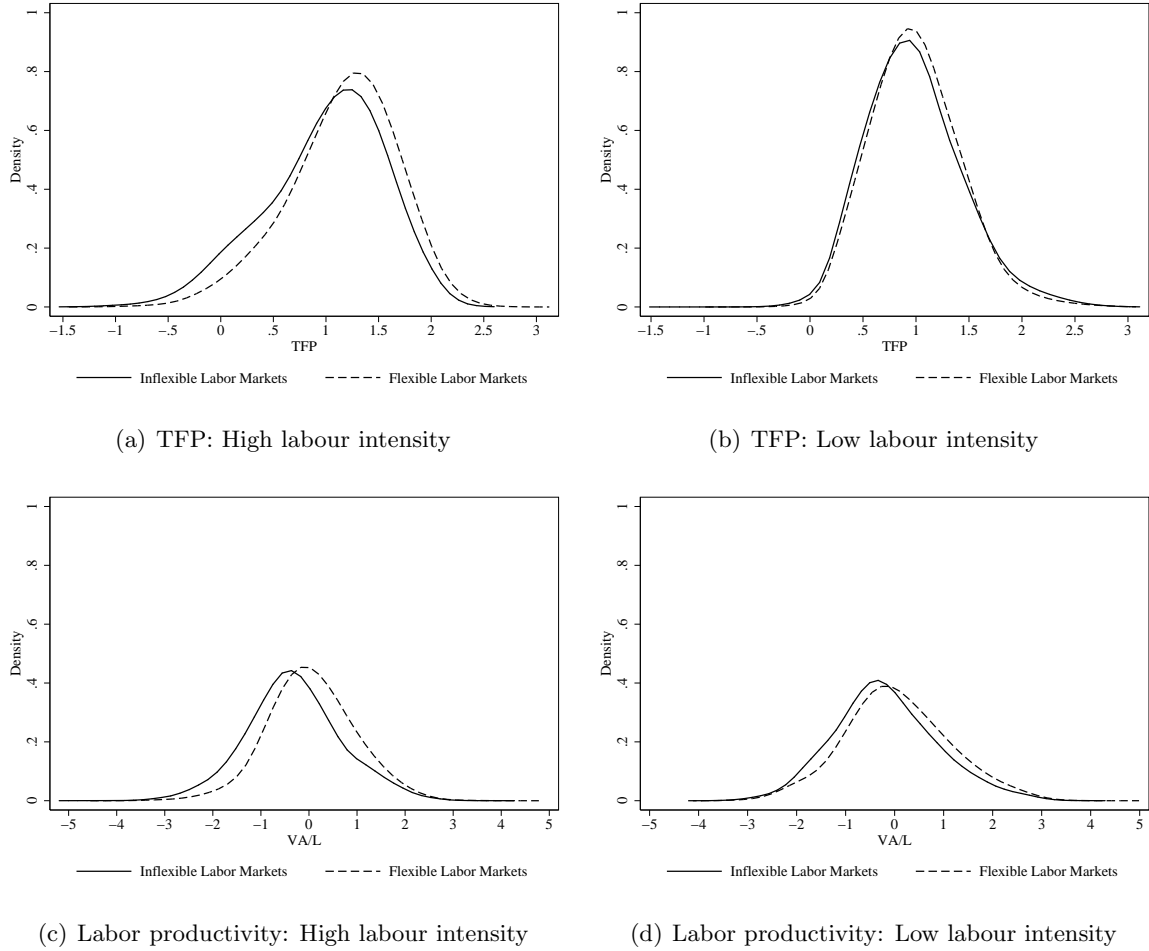 1
.8
.6
.4
.2
0
Density
−1.5 −1 −.5 0 .5 1 1.5 2 2.5 3
TFP
Inflexible Labor Markets Flexible Labor Markets
(a) TFP: High labour intensity
1
.8
.6
.4
.2
0
Density
−1.5 −1 −.5 0 .5 1 1.5 2 2.5 3
TFP
Inflexible Labor Markets Flexible Labor Markets
(b) TFP: Low labour intensity
1
.8
.6
.4
.2
0
Density
−5 −4 −3 −2 −1 0 1 2 3 4 5
VA/L
Inflexible Labor Markets Flexible Labor Markets
(c) Labor productivity: High labour intensity
1
.8
.6
.4
.2
0
Density
−5 −4 −3 −2 −1 0 1 2 3 4 5
VA/L
Inflexible Labor Markets Flexible Labor Markets
(d) Labor productivity: Low labour intensity